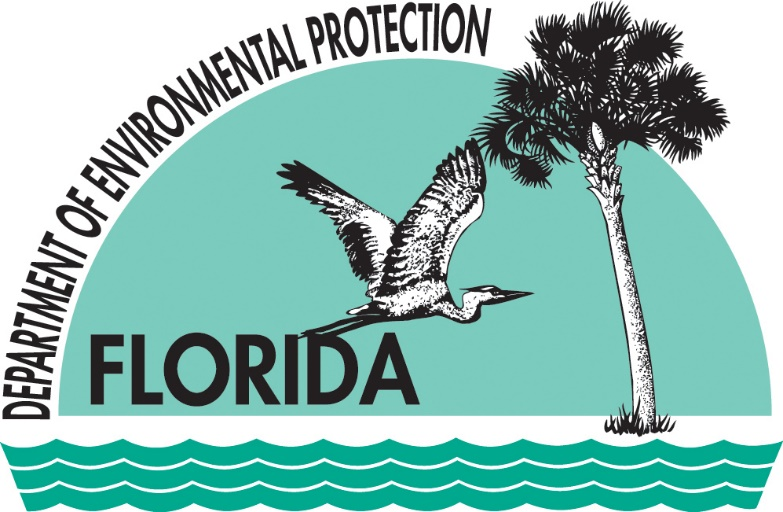 DEPARTMENT OF ENVIRONMENTAL PROTECTION
FLORIDA